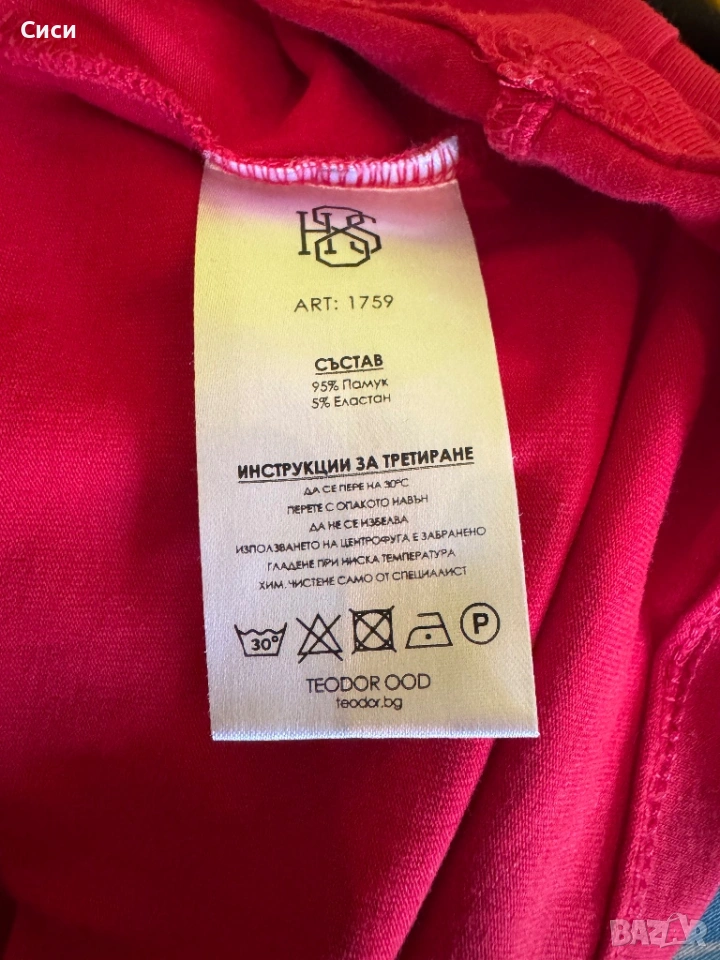 Сиси
ART: 1759
СЪСТАВ
95% Памук
5% Еластан
ИНСТРУКЦИИ ЗА ТРЕТИРАНЕ
ДА СЕ ПЕРЕ НА 30°C
ПЕРЕТЕ С ОПАКОТО НАВЪН
ДА НЕ СЕ ИЗБЕЛВА
ИЗПОЛЗВАНЕТО НА ЦЕНТРОФУГА Е ЗАБРАНЕНО
ГЛАДЕНЕ ПРИ НИСКА ТЕМПЕРАТУРА
ХИМ. ЧИСТЕНЕ САМО ОТ СПЕЦИАЛИСТ
30° P
TEODOR OOD
teodor.bg
BAZAR